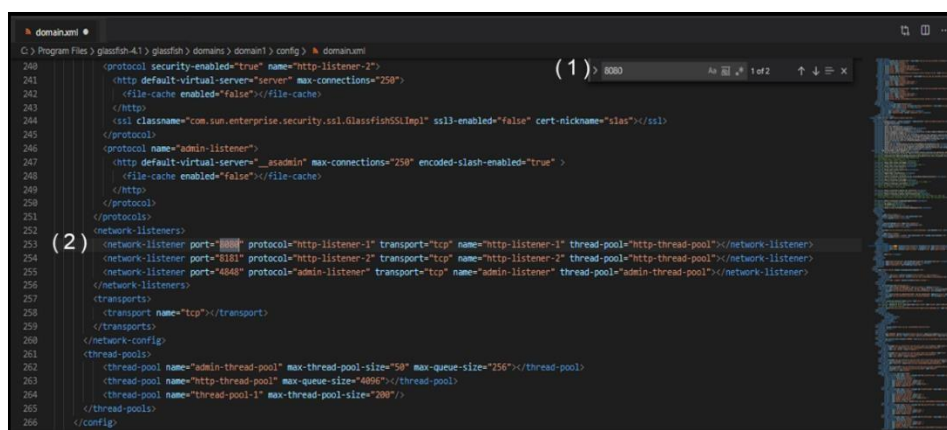 domain.xml
C: > Program Files > glassfish-4.1 > glassfish > domains > domain1 > config > domain.xml
(1) > 8080 Aa 1 of 2
240 <protocol security-enabled="true" name="http-listener-2">
241 <http default-virtual-server="server" max-connections="250">
242 <file-cache enabled="false"></file-cache>
243 </http>
244 <ssl classname="com.sun.enterprise.security.ssl.GlassfishSSLImpl" ssl3-enabled="false" cert-nickname="slas"></ssl>
245 </protocol>
246 <protocol name="admin-listener">
247 <http default-virtual-server="__asadmin" max-connections="250" encoded-slash-enabled="true" >
248 <file-cache enabled="false"></file-cache>
249 </http>
250 </protocol>
251 </protocols>
252 <network-listeners>
(2) 253 <network-listener port="8080" protocol="http-listener-1" transport="tcp" name="http-listener-1" thread-pool="http-thread-pool"></network-listener>
254 <network-listener port="8181" protocol="http-listener-2" transport="tcp" name="http-listener-2" thread-pool="http-thread-pool"></network-listener>
255 <network-listener port="4848" protocol="admin-listener" transport="tcp" name="admin-listener" thread-pool="admin-thread-pool"></network-listener>
256 </network-listeners>
257 <transports>
258 <transport name="tcp"></transport>
259 </transports>
260 </network-config>
261 <thread-pools>
262 <thread-pool name="admin-thread-pool" max-thread-pool-size="50" max-queue-size="256"></thread-pool>
263 <thread-pool name="http-thread-pool" max-queue-size="4096"></thread-pool>
264 <thread-pool name="thread-pool-1" max-thread-pool-size="200"/>
265 </thread-pools>
266 </config>